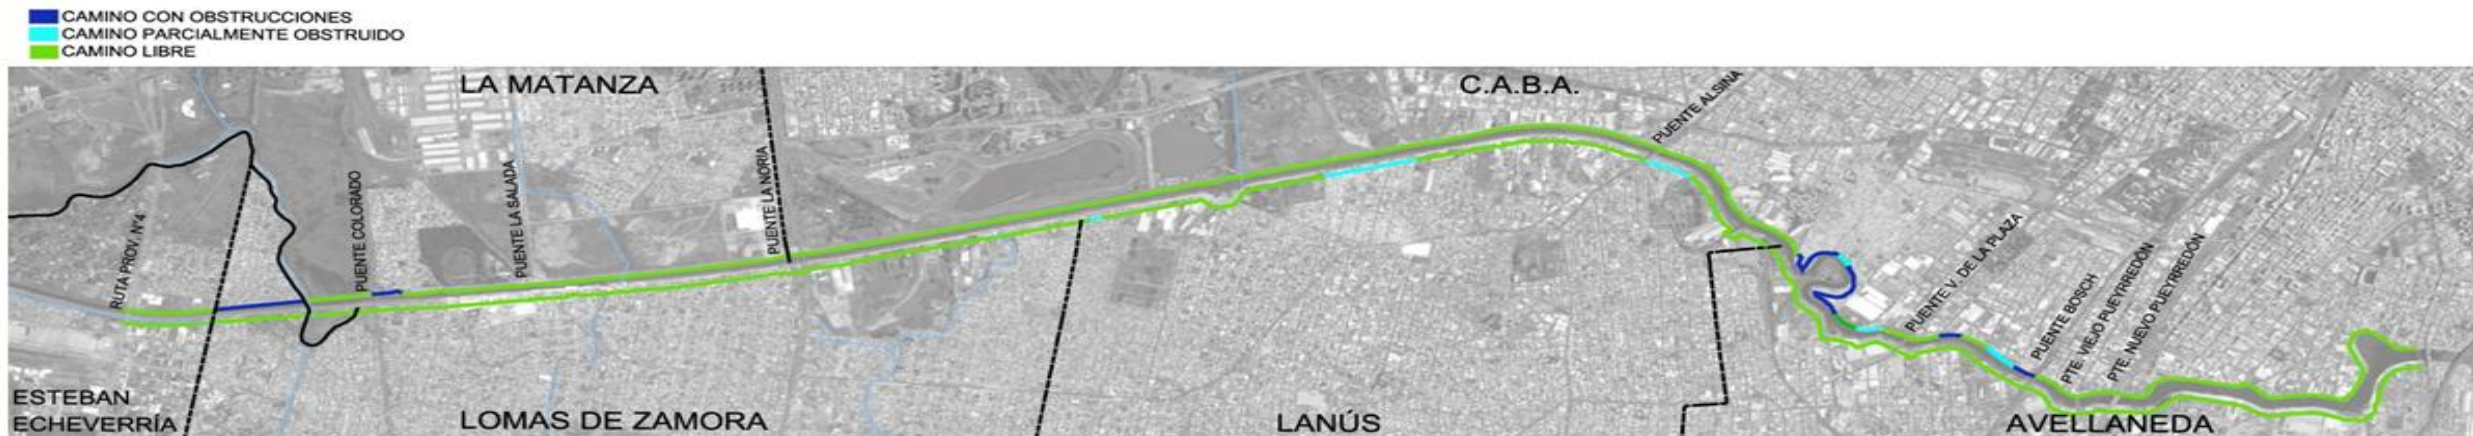 CAMINO CON OBSTRUCCIONES
CAMINO PARCIALMENTE OBSTRUIDO
CAMINO LIBRE
LA MATANZA
C.A.B.A.
RUTA PROV. N°4
PUENTE COLORADO
PUENTE LA SALADA
PUENTE LA NORIA
PUENTE ALSINA
PUENTE V. DE LA PLAZA
PUENTE BOSCH
PTE. VIEJO PUEYRREDÓN
PTE. NUEVO PUEYRREDÓN
ESTEBAN
ECHEVERRÍA
LOMAS DE ZAMORA
LANÚS
AVELLANEDA